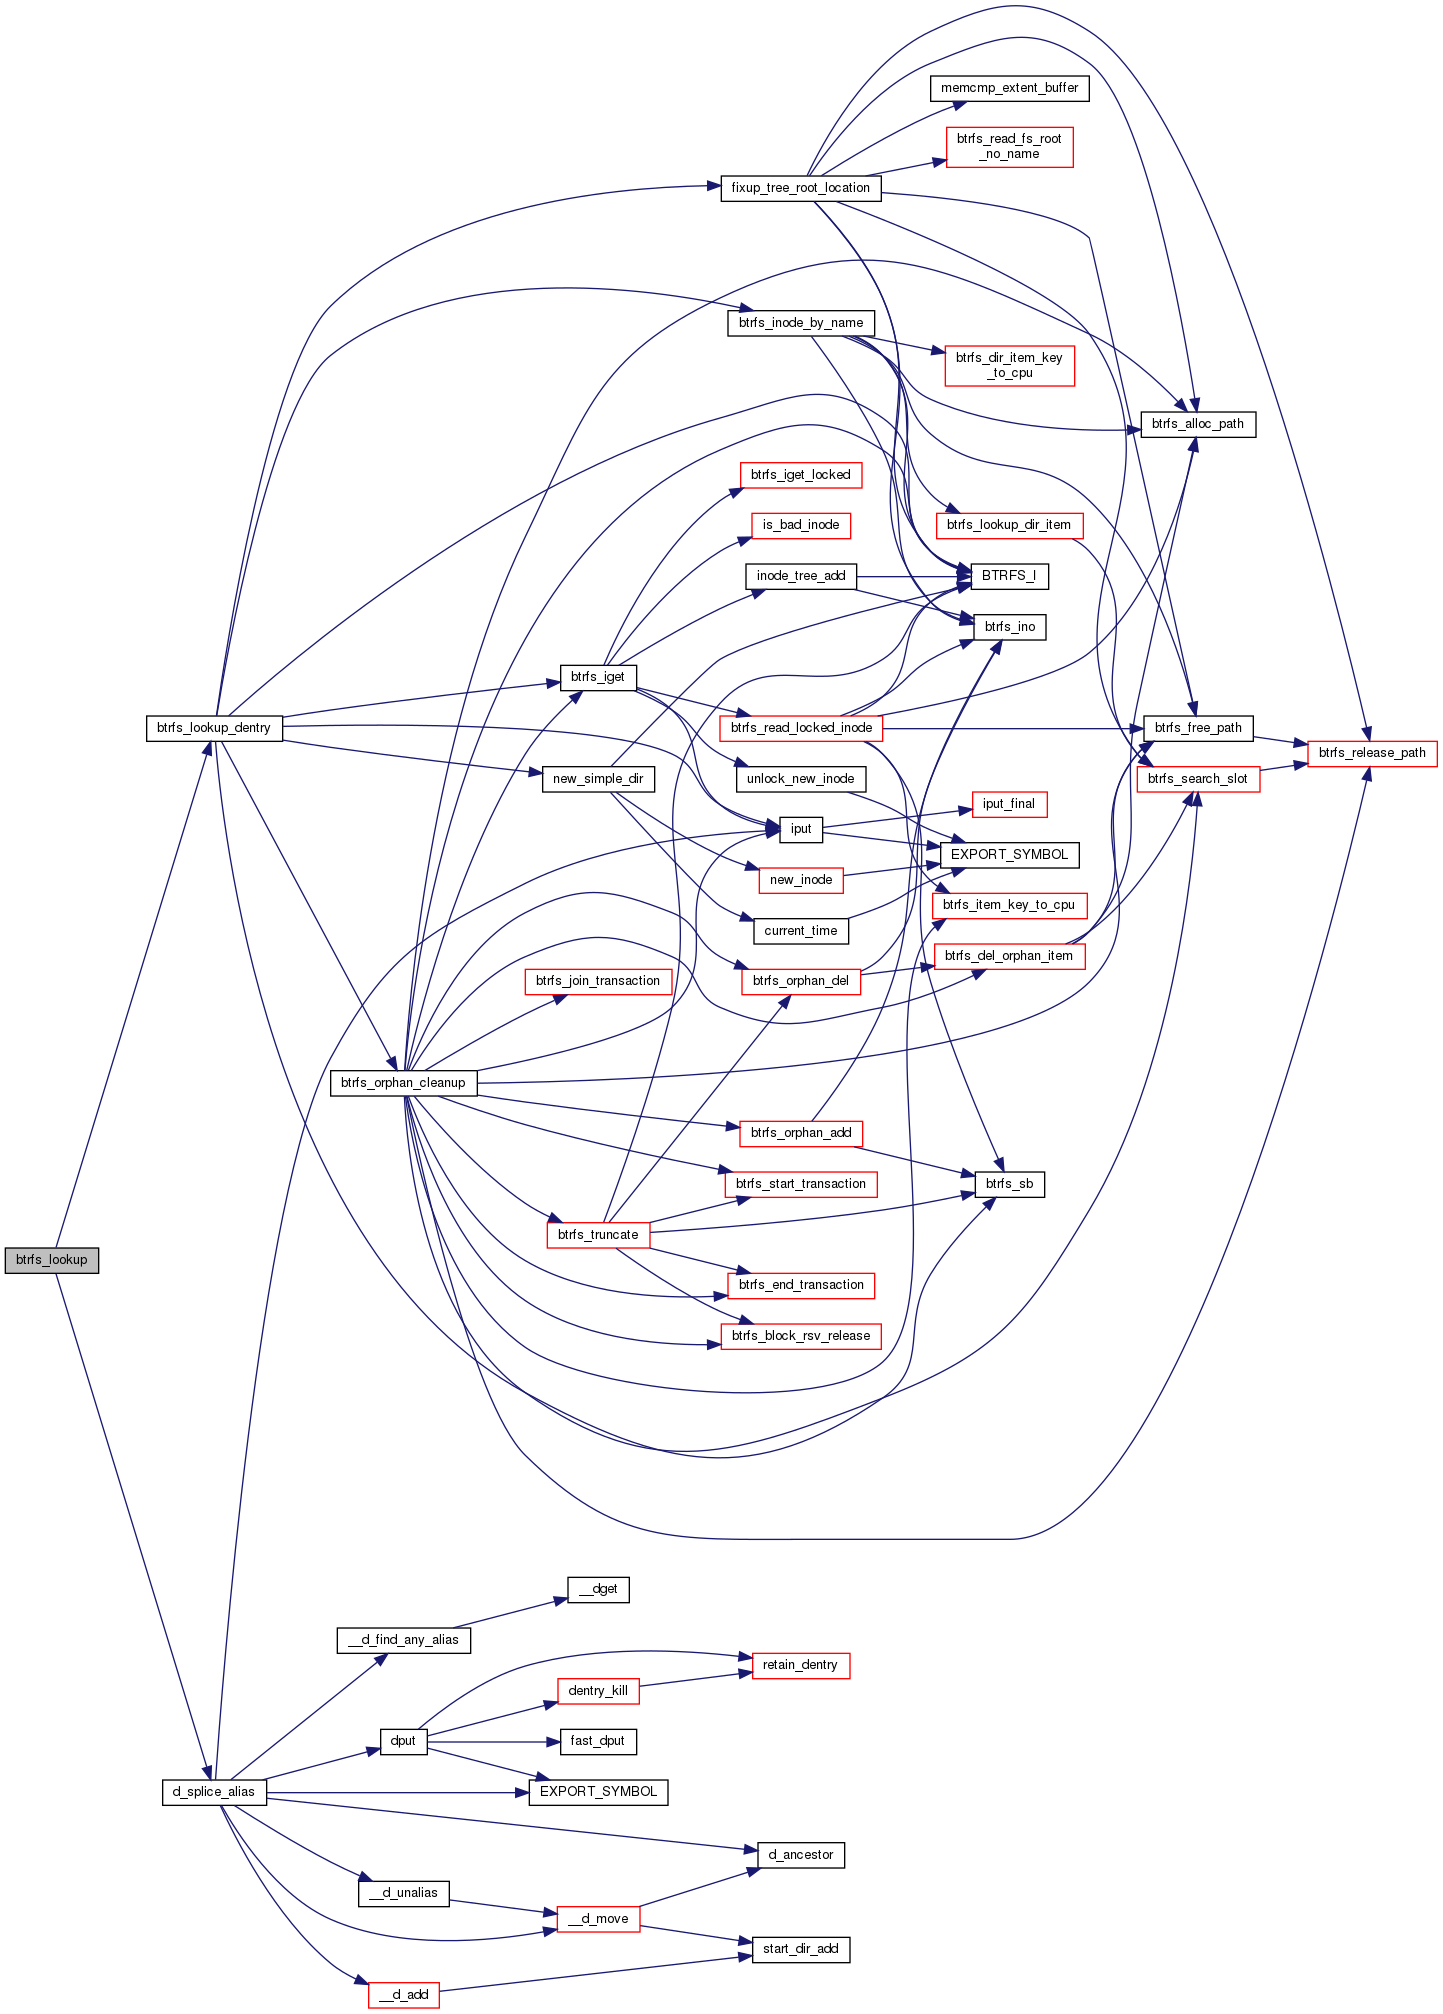 memcmp_extent_buffer
btrfs_read_fs_root
_no_name
fixup_tree_root_location
btrfs_inode_by_name
btrfs_dir_item_key
_to_cpu
btrfs_alloc_path
btrfs_iget_locked
is_bad_inode
btrfs_lookup_dir_item
inode_tree_add
BTRFS_I
btrfs_ino
btrfs_iget
btrfs_lookup_dentry
btrfs_read_locked_inode
btrfs_free_path
btrfs_release_path
new_simple_dir
unlock_new_inode
btrfs_search_slot
iput_final
iput
EXPORT_SYMBOL
new_inode
btrfs_item_key_to_cpu
current_time
btrfs_del_orphan_item
btrfs_join_transaction
btrfs_orphan_del
btrfs_orphan_cleanup
btrfs_orphan_add
btrfs_start_transaction
btrfs_sb
btrfs_truncate
btrfs_lookup
btrfs_end_transaction
btrfs_block_rsv_release
__dget
__d_find_any_alias
retain_dentry
dentry_kill
dput
fast_dput
d_splice_alias
EXPORT_SYMBOL
d_ancestor
__d_unalias
__d_move
start_dir_add
__d_add